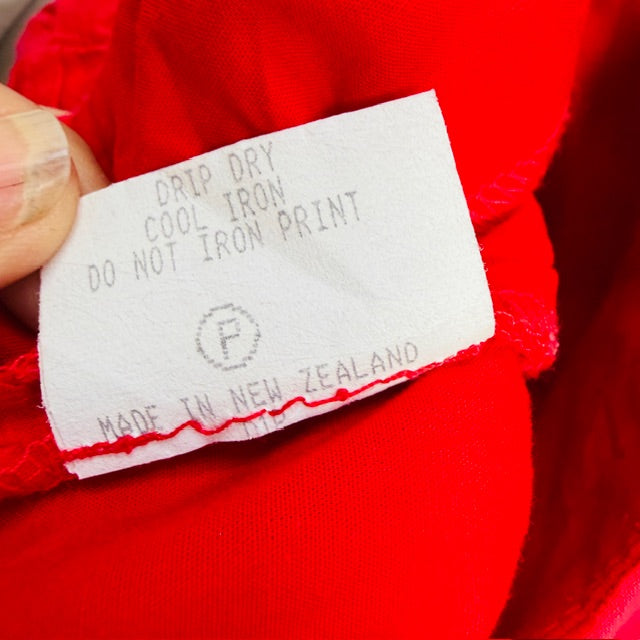 DRIP DRY
COOL IRON
DO NOT IRON PRINT
P
MADE IN NEW ZEALAND